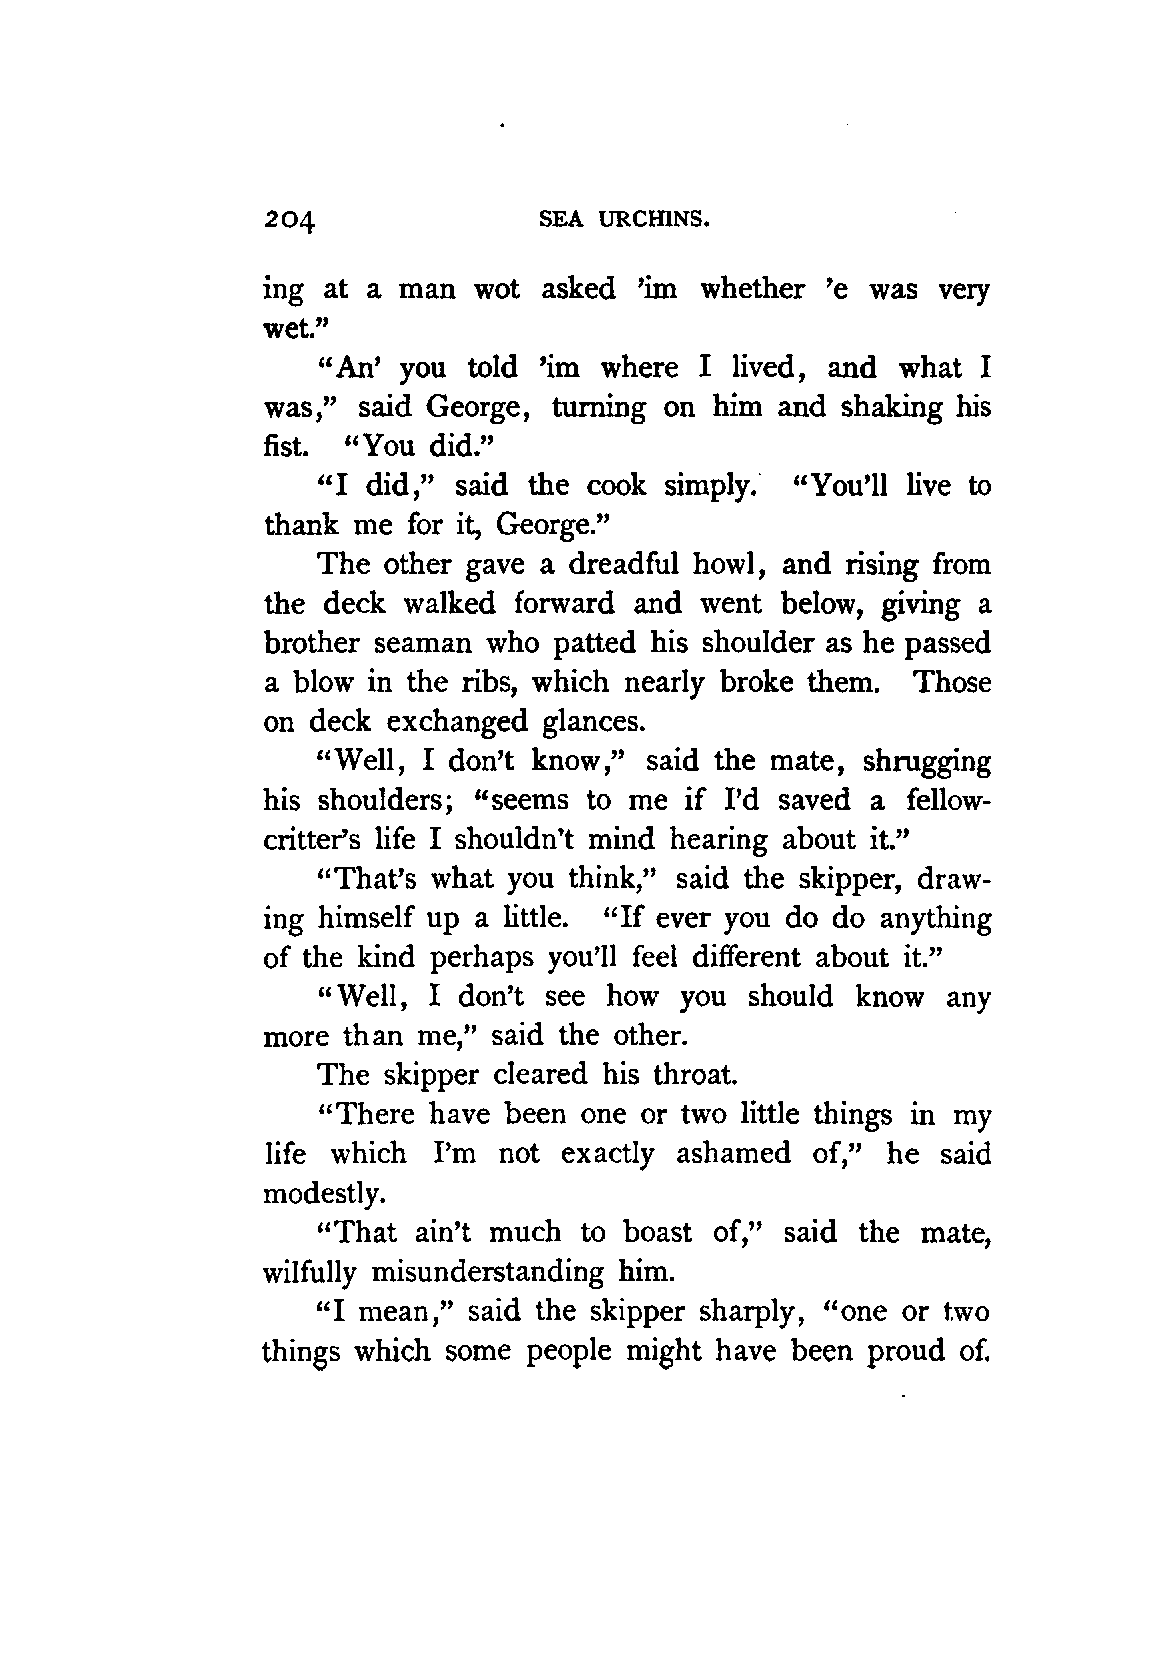 204 SEA URCHINS.
ing at a man wot asked 'im whether 'e was very
wet.”
“An' you told 'im where I lived, and what I
was,” said George, turning on him and shaking his
fist. “You did.”
“I did,” said the cook simply. “You'll live to
thank me for it, George.”
The other gave a dreadful howl, and rising from
the deck walked forward and went below, giving a
brother seaman who patted his shoulder as he passed
a blow in the ribs, which nearly broke them. Those
on deck exchanged glances.
“Well, I don't know,” said the mate, shrugging
his shoulders; “seems to me if I'd saved a fellow-
critter's life I shouldn't mind hearing about it.”
“That's what you think,” said the skipper, draw-
ing himself up a little. “If ever you do do anything
of the kind perhaps you'll feel different about it.”
“Well, I don't see how you should know any
more than me,” said the other.
The skipper cleared his throat.
“There have been one or two little things in my
life which I'm not exactly ashamed of,” he said
modestly.
“That ain't much to boast of,” said the mate,
wilfully misunderstanding him.
“I mean,” said the skipper sharply, “one or two
things which some people might have been proud of.